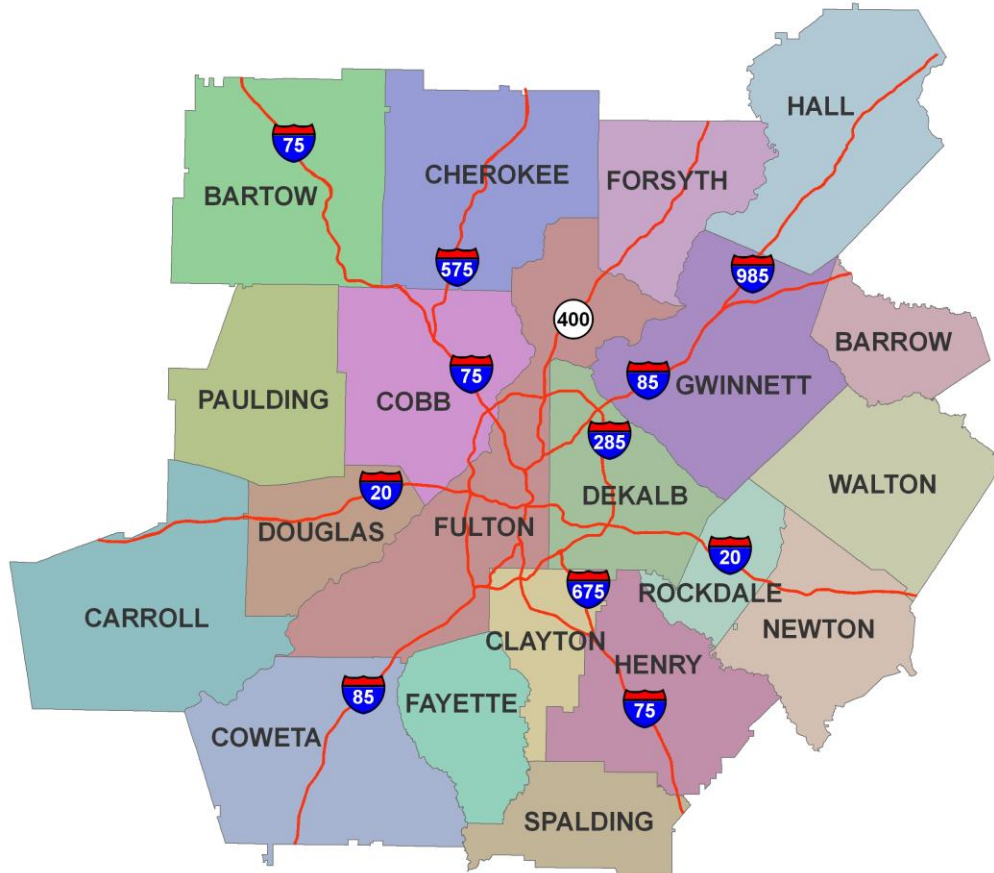 HALL
75
CHEROKEE
FORSYTH
BARTOW
575
985
400
BARROW
75
85
GWINNETT
PAULDING
COBB
285
WALTON
20
DEKALB
DOUGLAS
FULTON
20
675
ROCKDALE
CARROLL
NEWTON
CLAYTON
HENRY
85
FAYETTE
75
COWETA
SPALDING